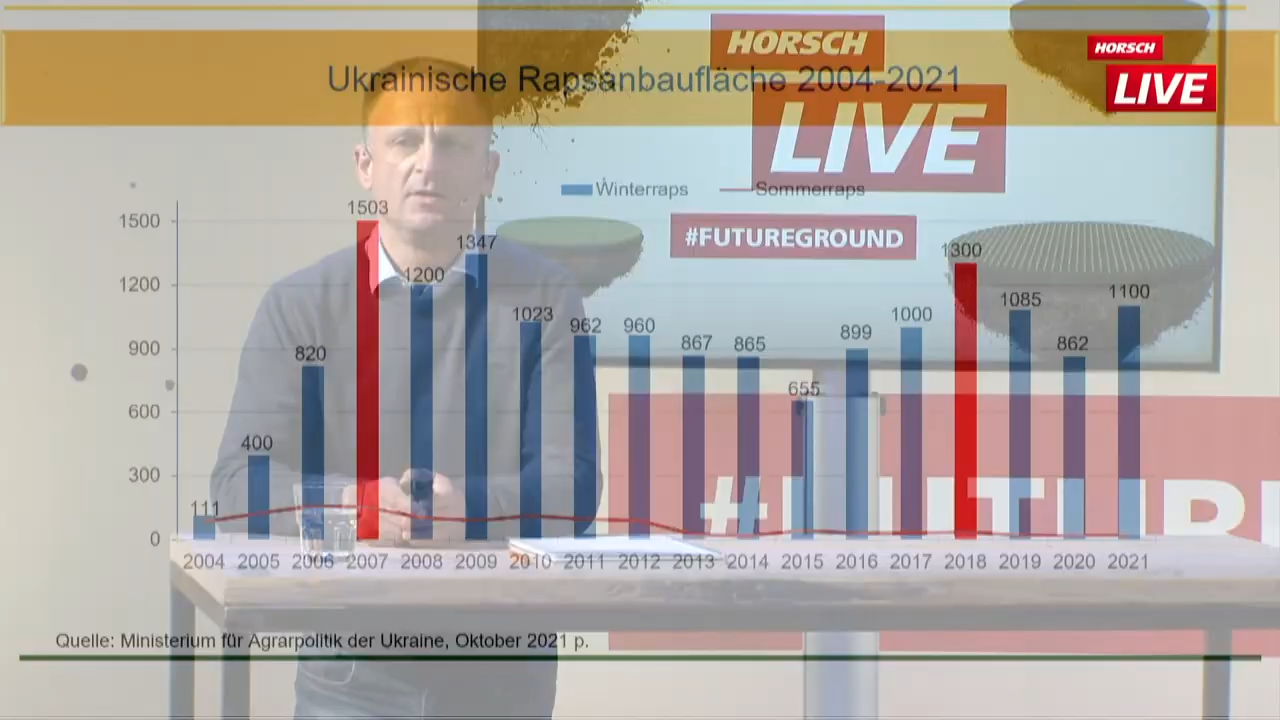 HORSCH
LIVE
HORSCH
LIVE
Ukrainische Rapsanbaufläche 2004-2021
Winterraps
Sommerraps
#FUTUREGROUND
1500
1200
900
600
300
0
111
400
820
1503
1200
1347
1023
962
960
867
865
655
899
1000
1300
1085
862
1100
2004 2005 2006 2007 2008 2009 2010 2011 2012 2013 2014 2015 2016 2017 2018 2019 2020 2021
#FUTURE
Quelle: Ministerium für Agrarpolitik der Ukraine, Oktober 2021 p.